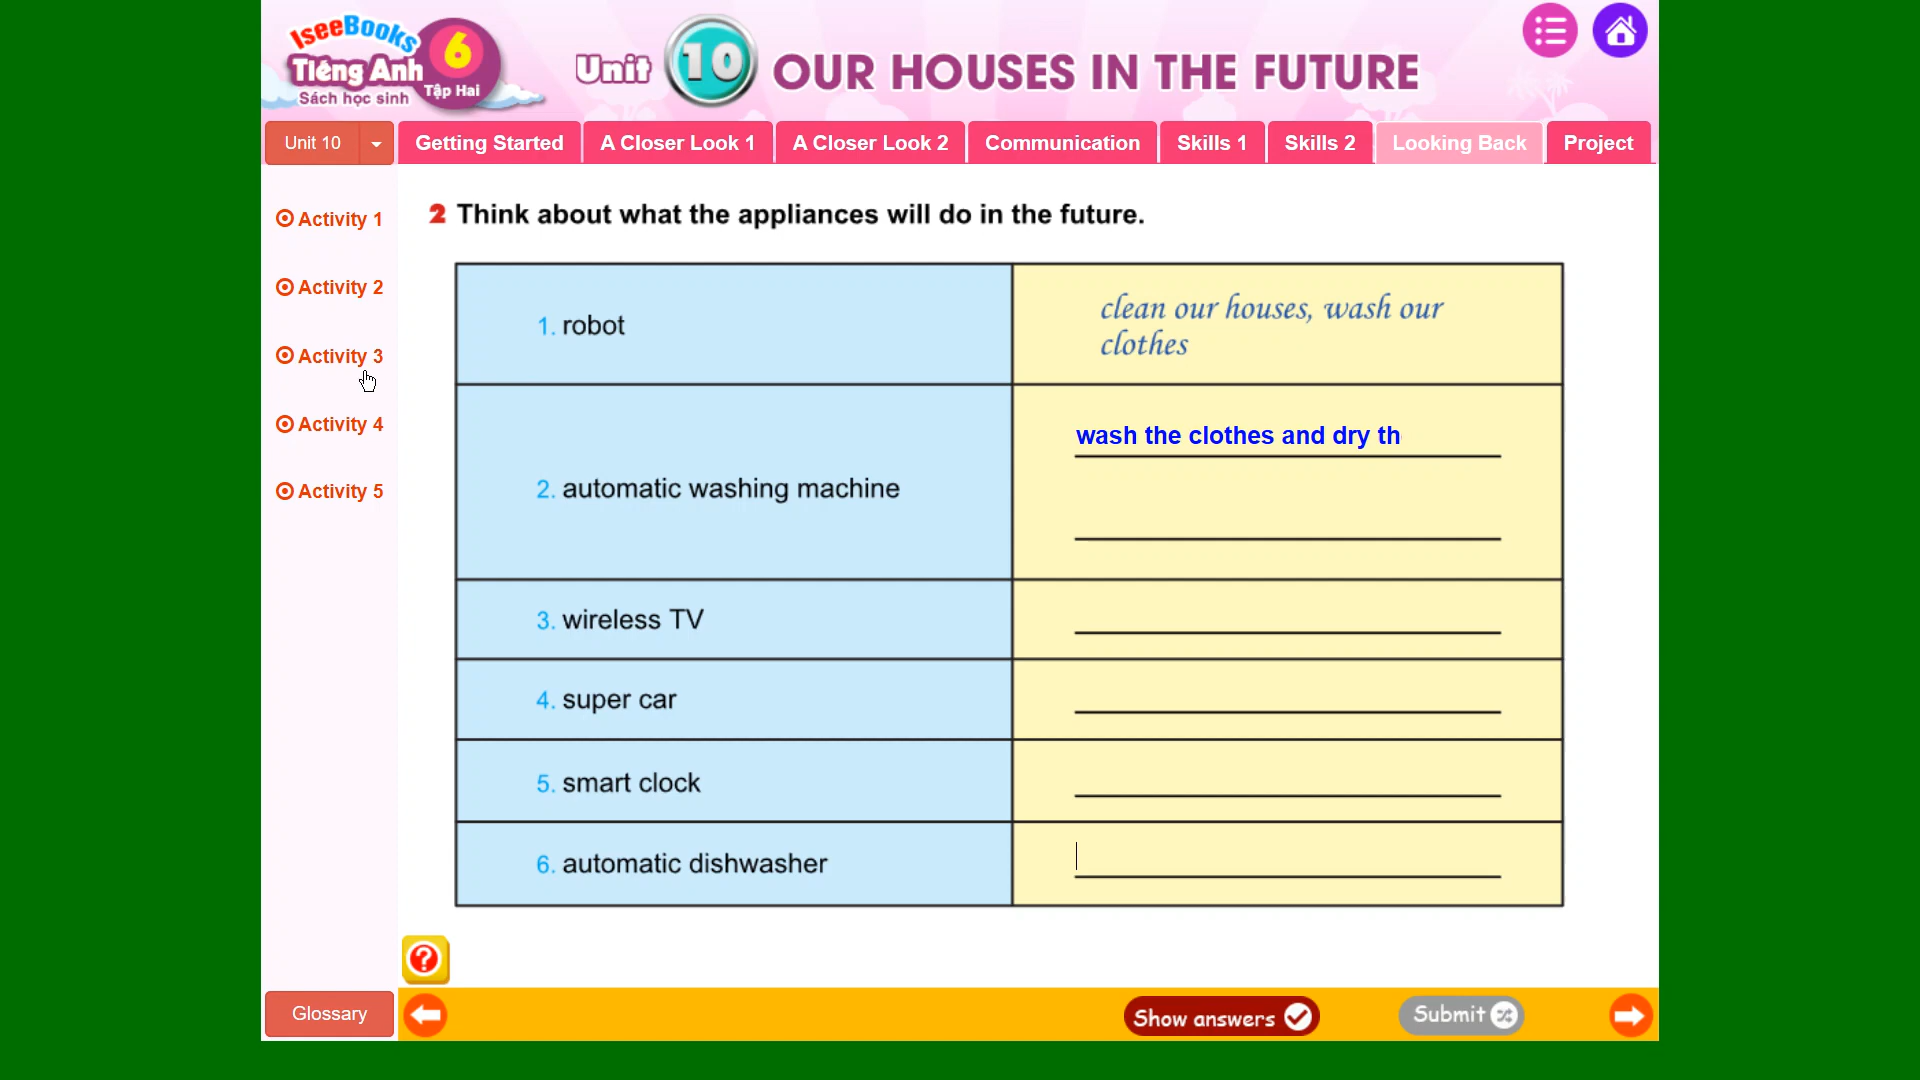 IseeBooks
Tiếng Anh 6
Sách học sinh Tập Hai
Unit 10 OUR HOUSES IN THE FUTURE
Unit 10 Getting Started A Closer Look 1 A Closer Look 2 Communication Skills 1 Skills 2 Looking Back Project
Activity 1
Activity 2
Activity 3
Activity 4
Activity 5
2 Think about what the appliances will do in the future.
1. robot
clean our houses, wash our
clothes
2. automatic washing machine
wash the clothes and dry th
3. wireless TV
4. super car
5. smart clock
6. automatic dishwasher
?
Glossary
Show answers
Submit